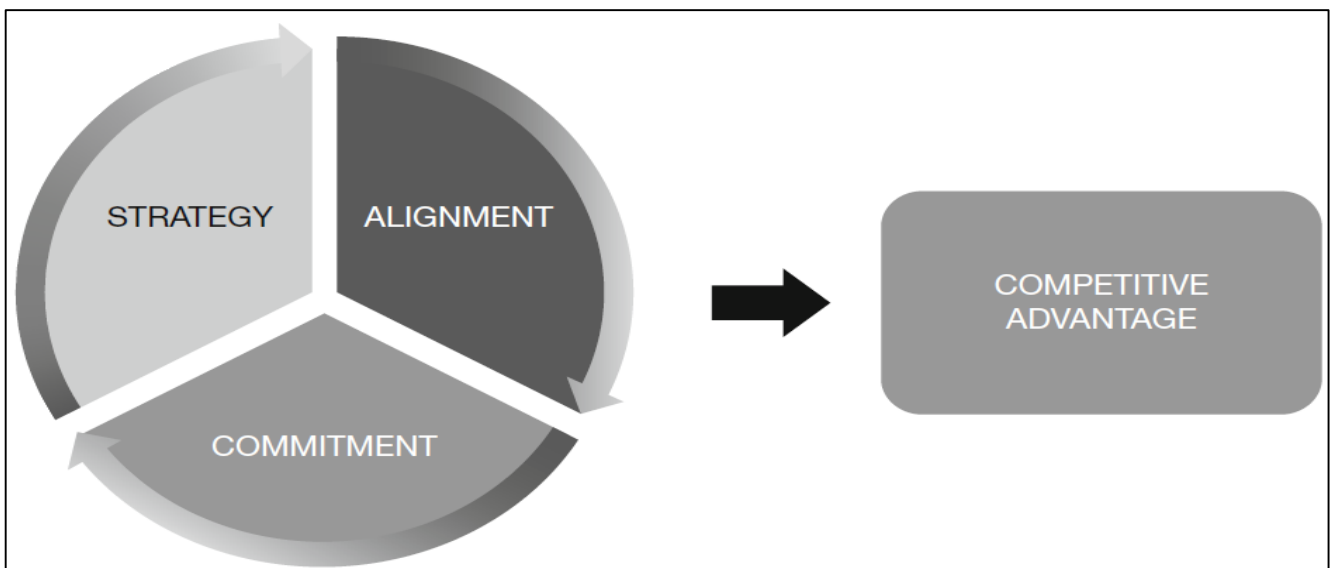 STRATEGY
ALIGNMENT
COMMITMENT
COMPETITIVE
ADVANTAGE